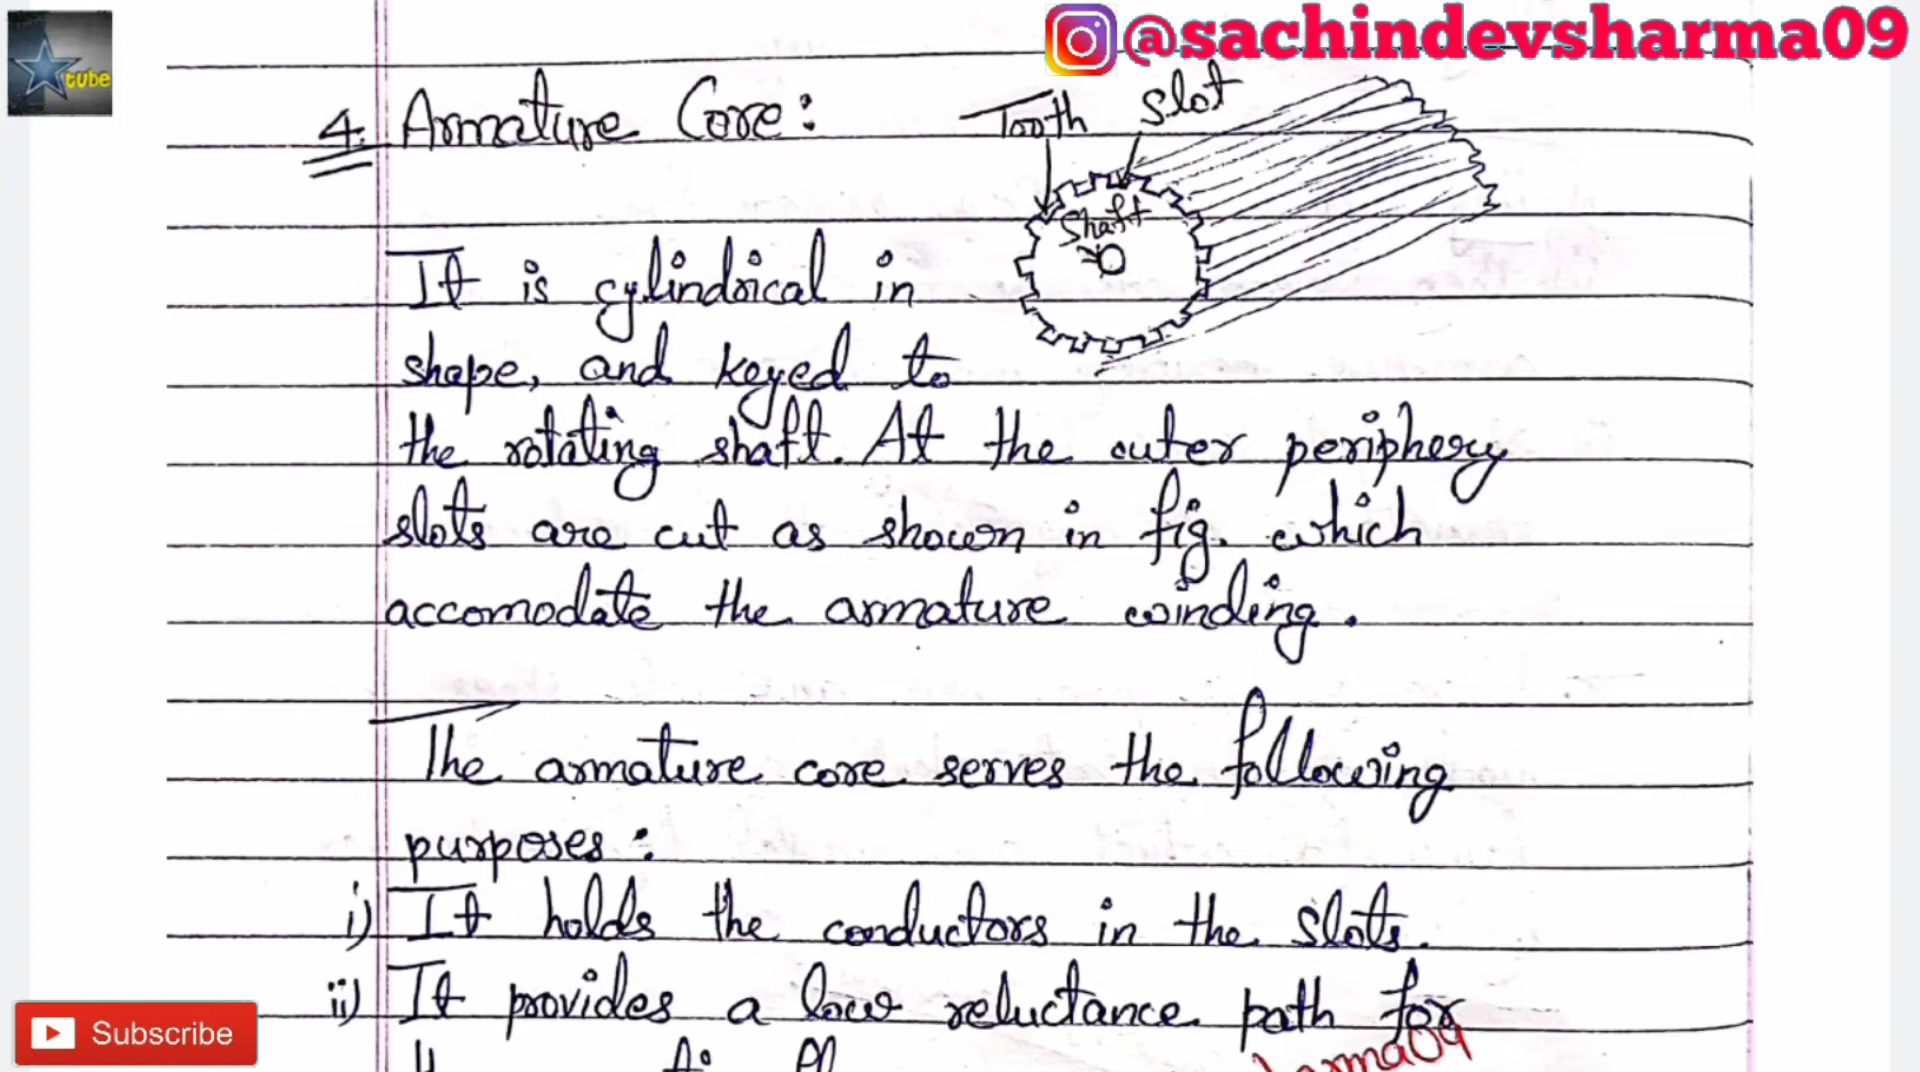 @sachindevsharma09
tube
4. Armature Core:
Tooth
Slot
Shaft
It is cylindrical in
shape, and keyed to
the rotating shaft. At the outer periphery
slots are cut as shown in fig. which
accomodate the armature winding.
The armature core serves the following
purposes:
i) It holds the conductors in the slots.
ii) It provides a low reluctance path for
Subscribe